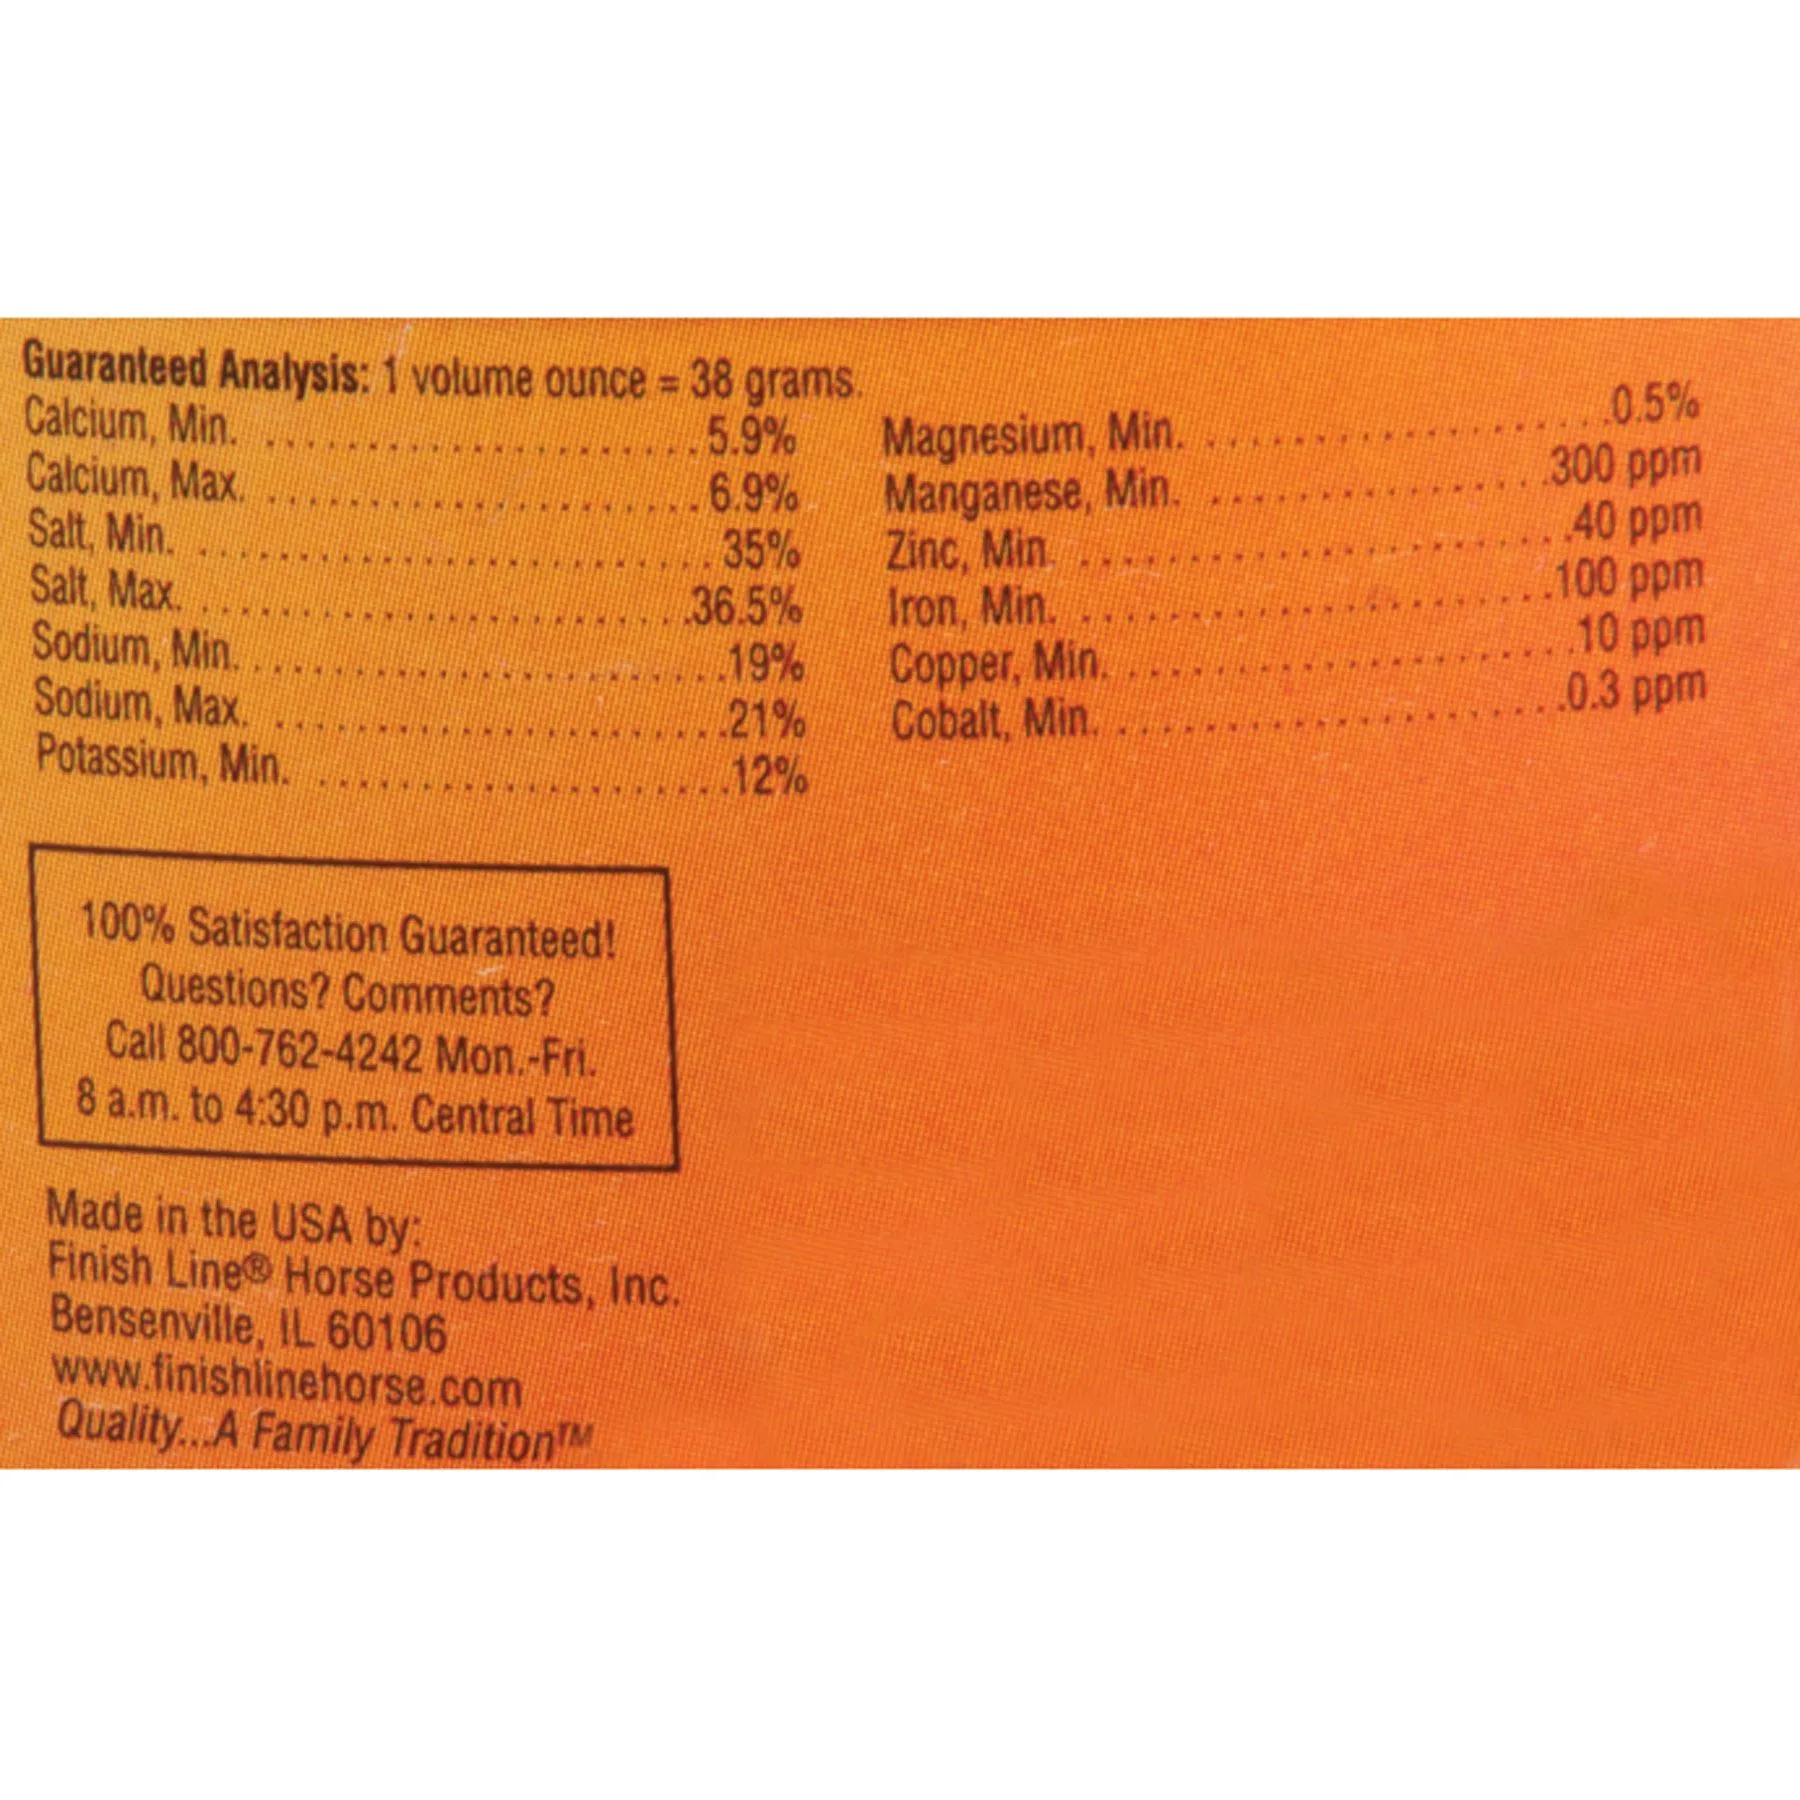 Guaranteed Analysis: 1 volume ounce = 38 grams.
Calcium, Min. ........................5.9%
Calcium, Max. ........................6.9%
Salt, Min. ............................35%
Salt, Max. ..........................36.5%
Sodium, Min. ..........................19%
Sodium, Max. ..........................21%
Potassium, Min. .......................12%
Magnesium, Min. ......................0.5%
Manganese, Min. ...................300 ppm
Zinc, Min. .........................40 ppm
Iron, Min. ........................100 ppm
Copper, Min. .......................10 ppm
Cobalt, Min. ......................0.3 ppm
100% Satisfaction Guaranteed!
Questions? Comments?
Call 800-762-4242 Mon.-Fri.
8 a.m. to 4:30 p.m. Central Time
Made in the USA by:
Finish Line® Horse Products, Inc.
Bensenville, IL 60106
www.finishlinehorse.com
Quality...A Family Tradition™